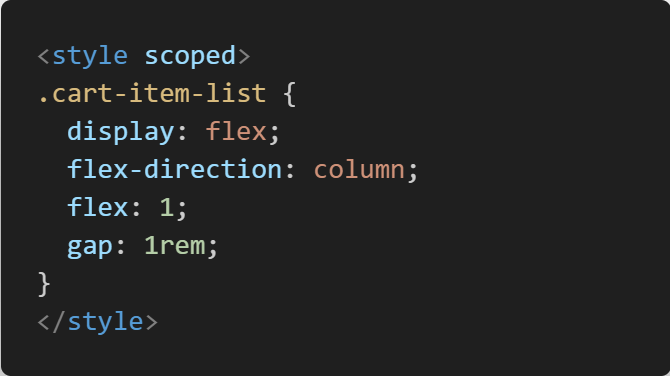 <style scoped>
.cart-item-list {
  display: flex;
  flex-direction: column;
  flex: 1;
  gap: 1rem;
}
</style>